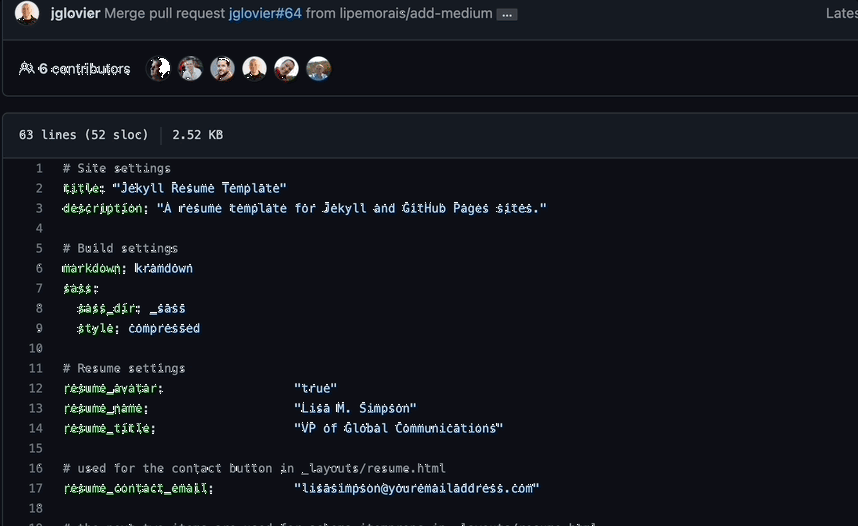 jglovier Merge pull request jglovier#64 from lipemorais/add-medium ... Lates
6 contributors
63 lines (52 sloc) 2.52 KB
1 # Site settings
2 title: "Jekyll Resume Template"
3 description: "A resume template for Jekyll and GitHub Pages sites."
4
5 # Build settings
6 markdown: kramdown
7 sass:
8 sass_dir: _sass
9 style: compressed
10
11 # Resume settings
12 resume_avatar: "true"
13 resume_name: "Lisa M. Simpson"
14 resume_title: "VP of Global Communications"
15
16 # used for the contact button in _layouts/resume.html
17 resume_contact_email: "lisasimpson@youremailaddress.com"
18